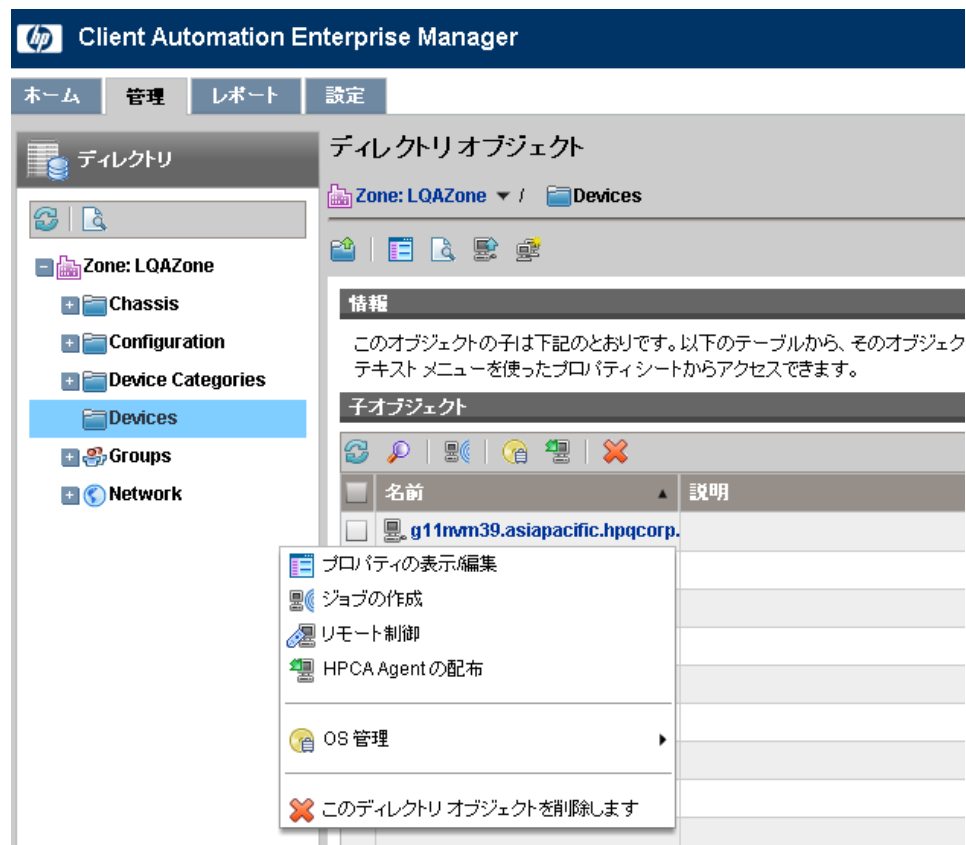 hp Client Automation Enterprise Manager
ホーム 管理 レポート 設定
ディレクトリ
Zone: LQAZone
Chassis
Configuration
Device Categories
Devices
Groups
Network
ディレクトリ オブジェクト
Zone: LQAZone / Devices
情報
このオブジェクトの子は下記のとおりです。以下のテーブルから、そのオブジェク
テキスト メニューを使ったプロパティ シートからアクセスできます。
子オブジェクト
名前 説明
g11nvm39.asiapacific.hpqcorp.
プロパティの表示/編集
ジョブの作成
リモート制御
HPCA Agent の配布
OS 管理
このディレクトリ オブジェクトを削除します